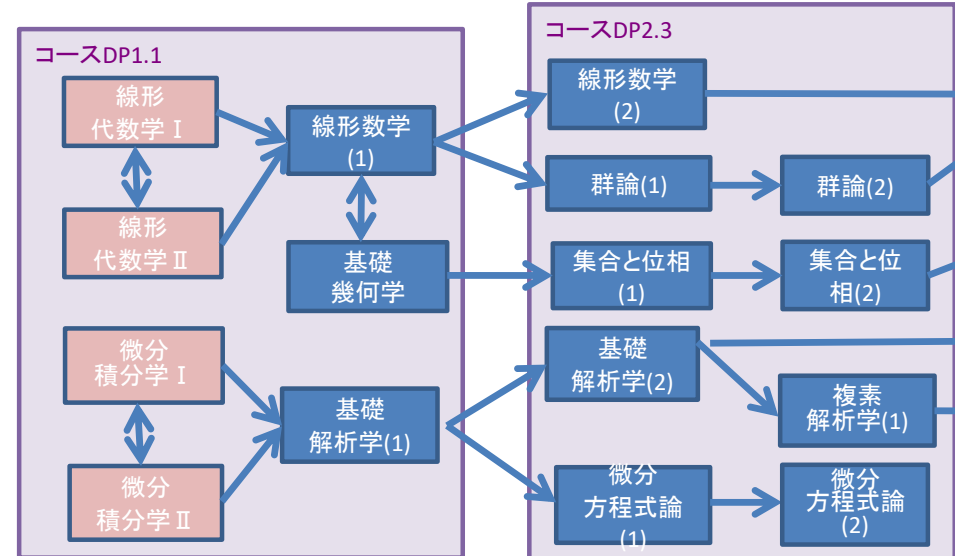 コースDP1.1
線形
代数学Ⅰ
線形
代数学Ⅱ
線形数学
(1)
基礎
幾何学
微分
積分学Ⅰ
微分
積分学Ⅱ
基礎
解析学(1)
コースDP2.3
線形数学
(2)
群論(1)
群論(2)
集合と位相
(1)
集合と位
相(2)
基礎
解析学(2)
複素
解析学(1)
微分
方程式論
(1)
微分
方程式論
(2)